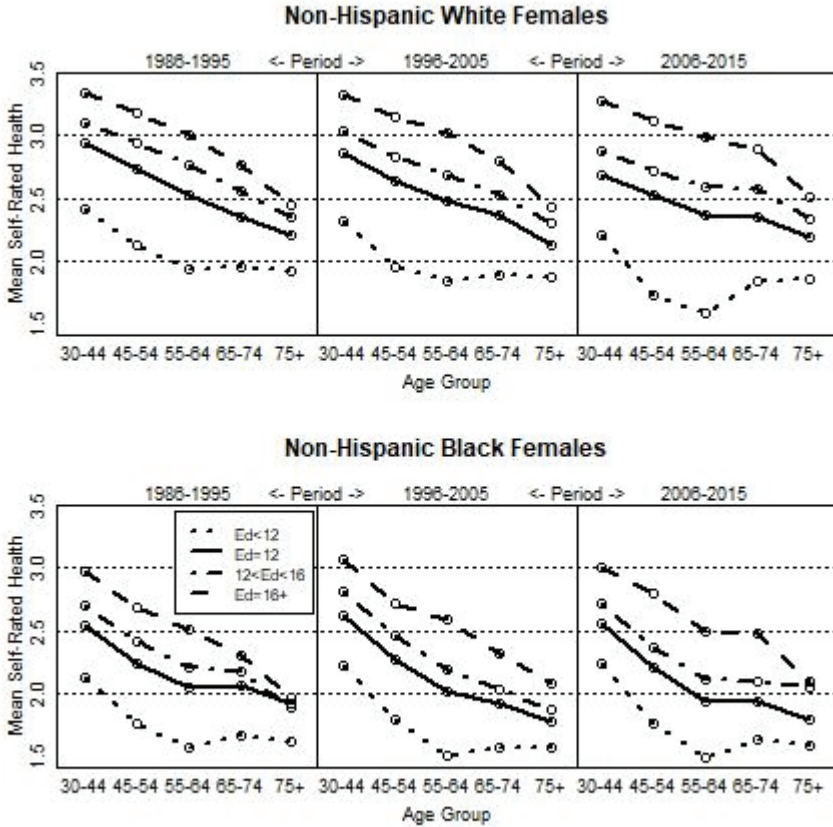 Non-Hispanic White Females
1986-1995 <- Period -> 1996-2005 <- Period -> 2006-2015
Mean Self-Rated Health
3.5
3.0
2.5
2.0
1.5
30-44 45-54 55-64 65-74 75+ 30-44 45-54 55-64 65-74 75+ 30-44 45-54 55-64 65-74 75+
Age Group
Non-Hispanic Black Females
1986-1995 <- Period -> 1996-2005 <- Period -> 2006-2015
Mean Self-Rated Health
3.5
3.0
2.5
2.0
1.5
Ed<12
Ed=12
12<Ed<16
Ed=16+
30-44 45-54 55-64 65-74 75+ 30-44 45-54 55-64 65-74 75+ 30-44 45-54 55-64 65-74 75+
Age Group